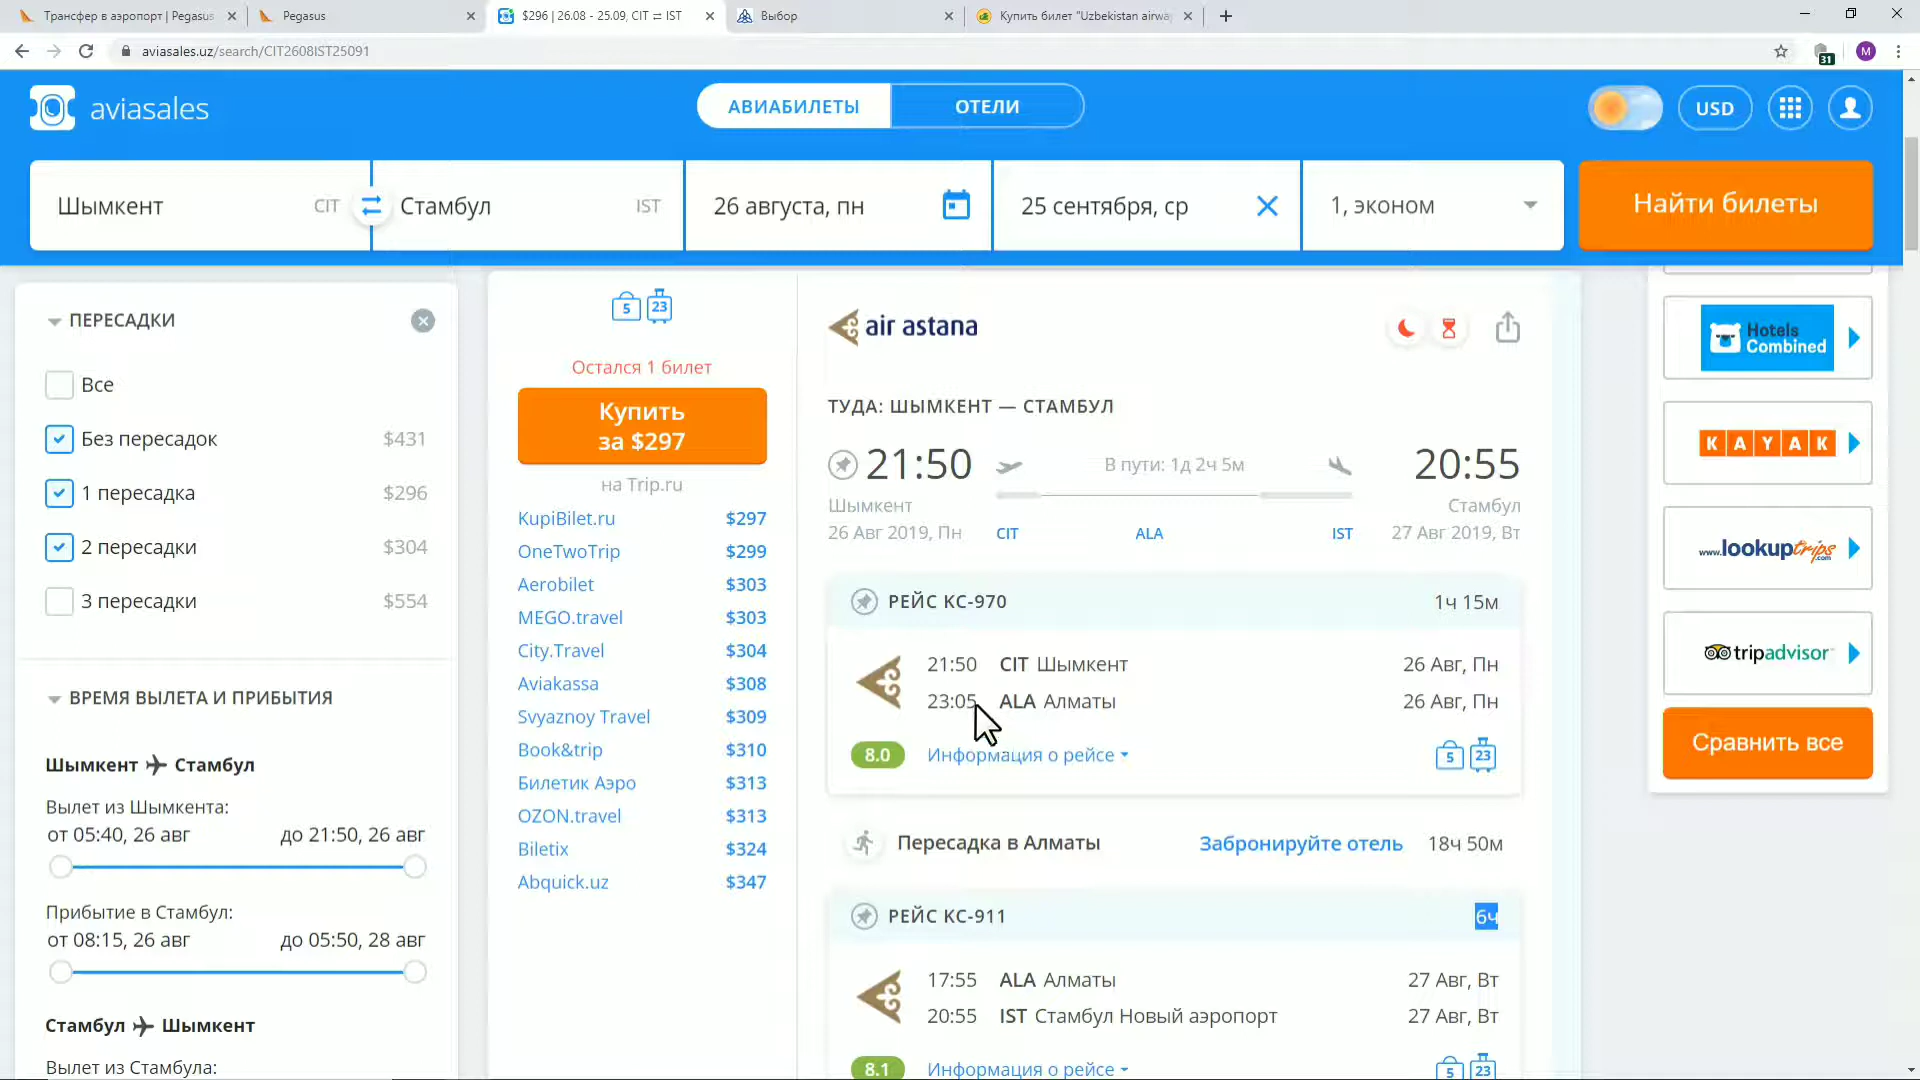 Трансфер в аэропорт | Pegasus
Pegasus
$296 | 26.08 - 25.09, CIT ⇄ IST
Выбор
Купить билет "Uzbekistan airwa
aviasales.uz/search/CIT2608IST25091
31
M
aviasales
АВИАБИЛЕТЫ
ОТЕЛИ
USD
Шымкент CIT
Стамбул IST
26 августа, пн
25 сентября, ср
1, эконом
Найти билеты
ПЕРЕСАДКИ
Все
Без пересадок $431
1 пересадка $296
2 пересадки $304
3 пересадки $554
ВРЕМЯ ВЫЛЕТА И ПРИБЫТИЯ
Шымкент Стамбул
Вылет из Шымкента:
от 05:40, 26 авг до 21:50, 26 авг
Прибытие в Стамбул:
от 08:15, 26 авг до 05:50, 28 авг
Стамбул Шымкент
Вылет из Стамбула:
5 23
Остался 1 билет
Купить
за $297
на Trip.ru
KupiBilet.ru $297
OneTwoTrip $299
Aerobilet $303
MEGO.travel $303
City.Travel $304
Aviakassa $308
Svyaznoy Travel $309
Book&trip $310
Билетик Аэро $313
OZON.travel $313
Biletix $324
Abquick.uz $347
air astana
ТУДА: ШЫМКЕНТ — СТАМБУЛ
21:50 В пути: 1д 2ч 5м 20:55
Шымкент Стамбул
26 Авг 2019, Пн CIT ALA IST 27 Авг 2019, Вт
РЕЙС KC-970 1ч 15м
21:50 CIT Шымкент 26 Авг, Пн
23:05 ALA Алматы 26 Авг, Пн
8.0 Информация о рейсе 5 23
Пересадка в Алматы Забронируйте отель 18ч 50м
РЕЙС KC-911 6ч
17:55 ALA Алматы 27 Авг, Вт
20:55 IST Стамбул Новый аэропорт 27 Авг, Вт
8.1 Информация о рейсе 5 23
Hotels
Combined
KAYAK
www.lookuptrips.com
tripadvisor
Сравнить все